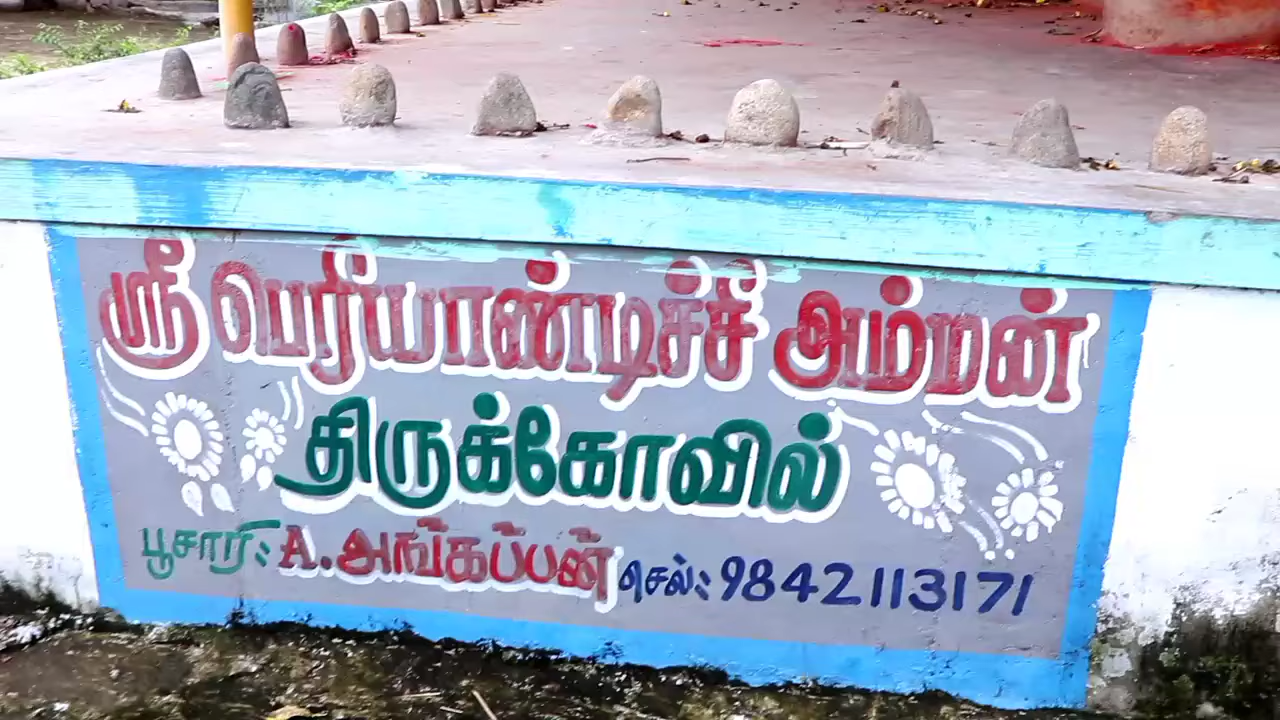 ஸ்ரீ பெரியாண்டிச்சி அம்மன்
திருக்கோவில்
பூசாரி: A.அங்கப்பன் செல்: 9842113171